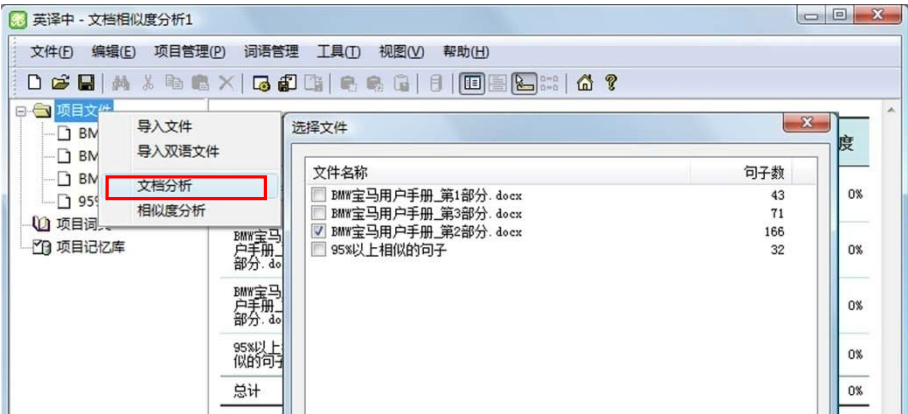 英译中 - 文档相似度分析1
文件(F) 编辑(E) 项目管理(P) 词语管理 工具(T) 视图(V) 帮助(H)
项目文件
导入文件
导入双语文件
文档分析
相似度分析
BM
BM
BM
95%
项目词
项目记忆库
选择文件
文件名称 句子数
BMW宝马用户手册_第1部分.docx 43
BMW宝马用户手册_第3部分.docx 71
BMW宝马用户手册_第2部分.docx 166
95%以上相似的句子 32
度
0%
BMW宝马
户手册_
部分.do
0%
BMW宝马
户手册_
部分.do
0%
95%以上
似的句子
0%
总计
0%